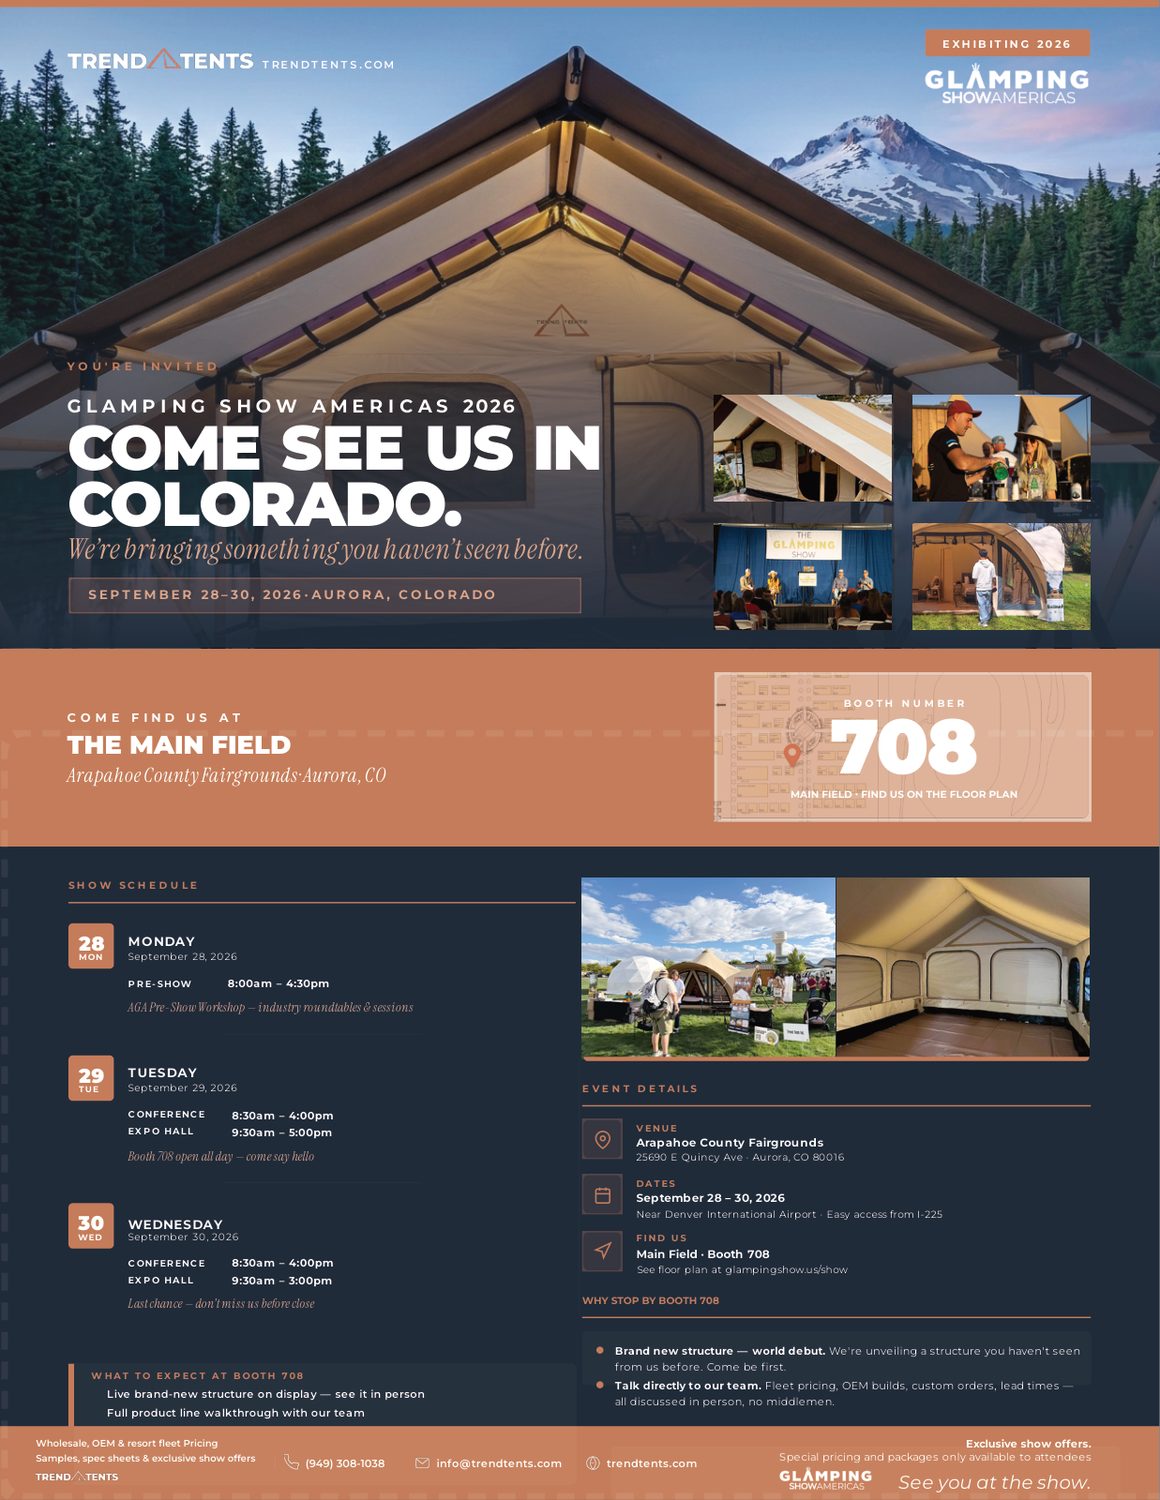 TREND TENTS TRENDTENTS.COM
EXHIBITING 2026
GLAMPING
SHOWAMERICAS
TREND TENTS
YOU'RE INVITED
GLAMPING SHOW AMERICAS 2026
COME SEE US IN
COLORADO.
We're bringing something you haven't seen before.
SEPTEMBER 28–30, 2026·AURORA, COLORADO
THE
GLAMPING
SHOW
COME FIND US AT
THE MAIN FIELD
Arapahoe County Fairgrounds·Aurora, CO
BOOTH NUMBER
708
MAIN FIELD · FIND US ON THE FLOOR PLAN
SHOW SCHEDULE
28
MON
MONDAY
September 28, 2026
PRE-SHOW 8:00am – 4:30pm
AGA Pre-Show Workshop – industry roundtables & sessions
29
TUE
TUESDAY
September 29, 2026
CONFERENCE 8:30am – 4:00pm
EXPO HALL 9:30am – 5:00pm
Booth 708 open all day – come say hello
30
WED
WEDNESDAY
September 30, 2026
CONFERENCE 8:30am – 4:00pm
EXPO HALL 9:30am – 3:00pm
Last chance – don't miss us before close
WHAT TO EXPECT AT BOOTH 708
Live brand-new structure on display — see it in person
Full product line walkthrough with our team
EVENT DETAILS
VENUE
Arapahoe County Fairgrounds
25690 E Quincy Ave · Aurora, CO 80016
DATES
September 28 – 30, 2026
Near Denver International Airport · Easy access from I-225
FIND US
Main Field · Booth 708
See floor plan at glampingshow.us/show
WHY STOP BY BOOTH 708
Brand new structure — world debut. We're unveiling a structure you haven't seen
from us before. Come be first.
Talk directly to our team. Fleet pricing, OEM builds, custom orders, lead times —
all discussed in person, no middlemen.
Wholesale, OEM & resort fleet Pricing
Samples, spec sheets & exclusive show offers
TREND TENTS
(949) 308-1038
info@trendtents.com
trendtents.com
Exclusive show offers.
Special pricing and packages only available to attendees
GLAMPING
SHOWAMERICAS
See you at the show.